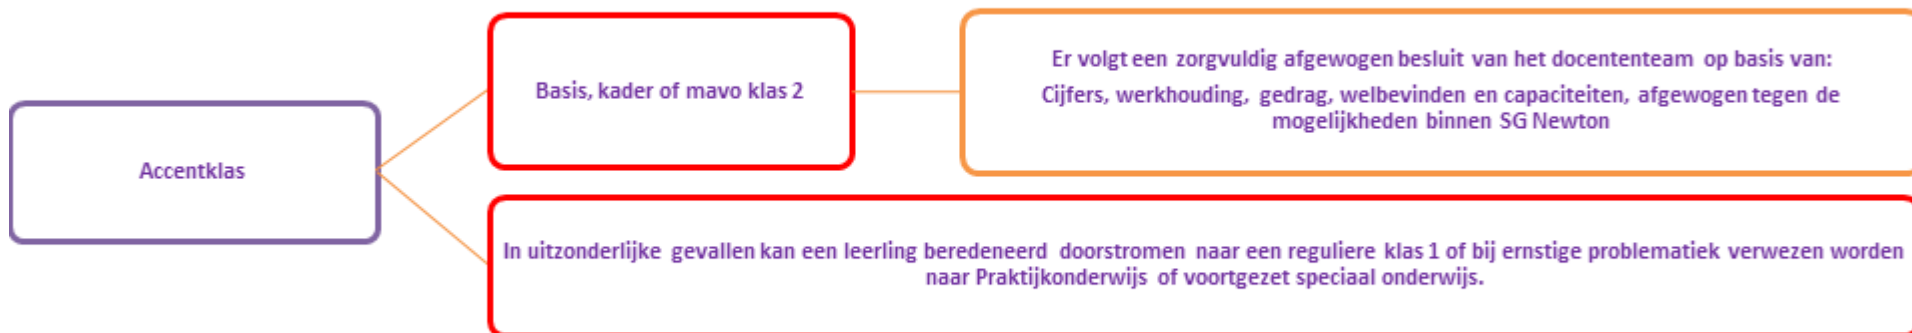 Accentklas
Basis, kader of mavo klas 2
Er volgt een zorgvuldig afgewogen besluit van het docententeam op basis van:
Cijfers, werkhouding, gedrag, welbevinden en capaciteiten, afgewogen tegen de
mogelijkheden binnen SG Newton
In uitzonderlijke gevallen kan een leerling beredeneerd doorstromen naar een reguliere klas 1 of bij ernstige problematiek verwezen worden
naar Praktijkonderwijs of voortgezet speciaal onderwijs.